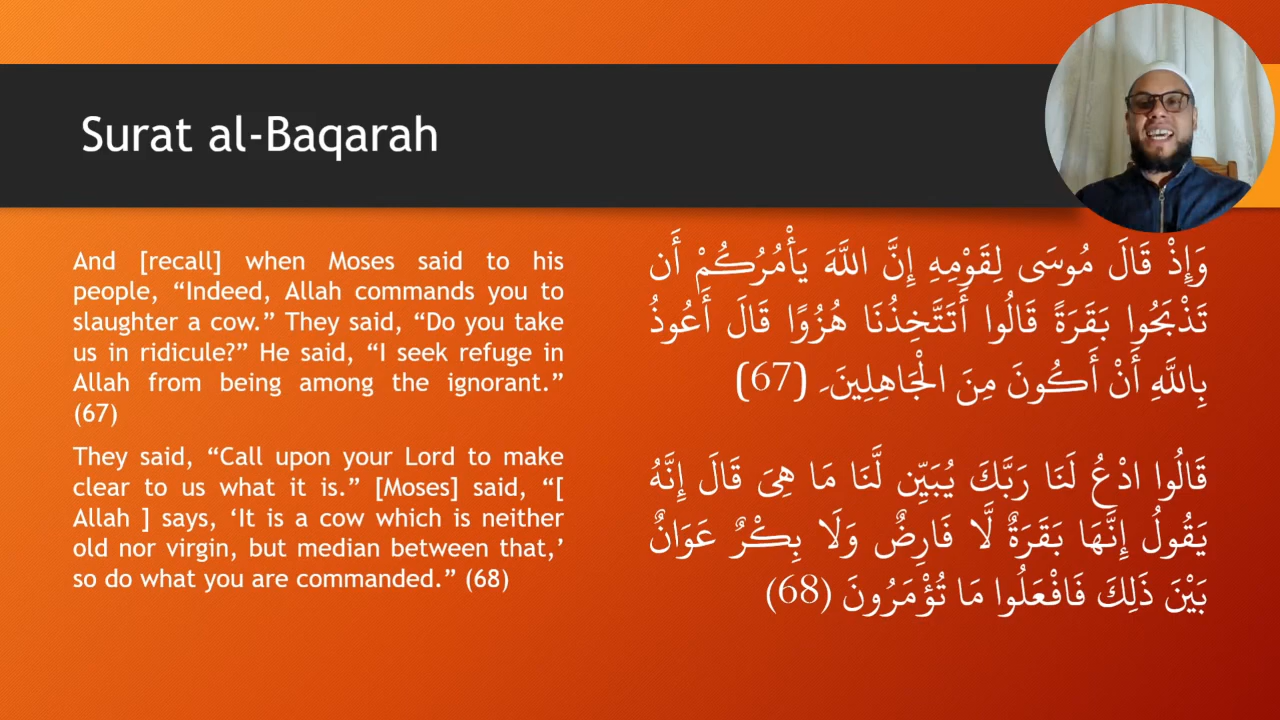 Surat al-Baqarah
And [recall] when Moses said to his
people, “Indeed, Allah commands you to
slaughter a cow.” They said, “Do you take
us in ridicule?” He said, “I seek refuge in
Allah from being among the ignorant.”
(67)
They said, “Call upon your Lord to make
clear to us what it is.” [Moses] said, “[
Allah ] says, ‘It is a cow which is neither
old nor virgin, but median between that,’
so do what you are commanded.” (68)
وَإِذْ قَالَ مُوسَى لِقَوْمِهِ إِنَّ اللَّهَ يَأْمُرُكُمْ أَن
تَذْبَحُوا بَقَرَةً قَالُوا أَتَتَّخِذُنَا هُزُوًا قَالَ أَعُوذُ
بِاللَّهِ أَنْ أَكُونَ مِنَ الْجَاهِلِينَ. (67)
قَالُوا ادْعُ لَنَا رَبَّكَ يُبَيِّن لَّنَا مَا هِىَ قَالَ إِنَّهُ
يَقُولُ إِنَّهَا بَقَرَةٌ لَّا فَارِضٌ وَلَا بِكْرٌ عَوَانٌ
بَيْنَ ذَلِكَ فَافْعَلُوا مَا تُؤْمَرُونَ (68)